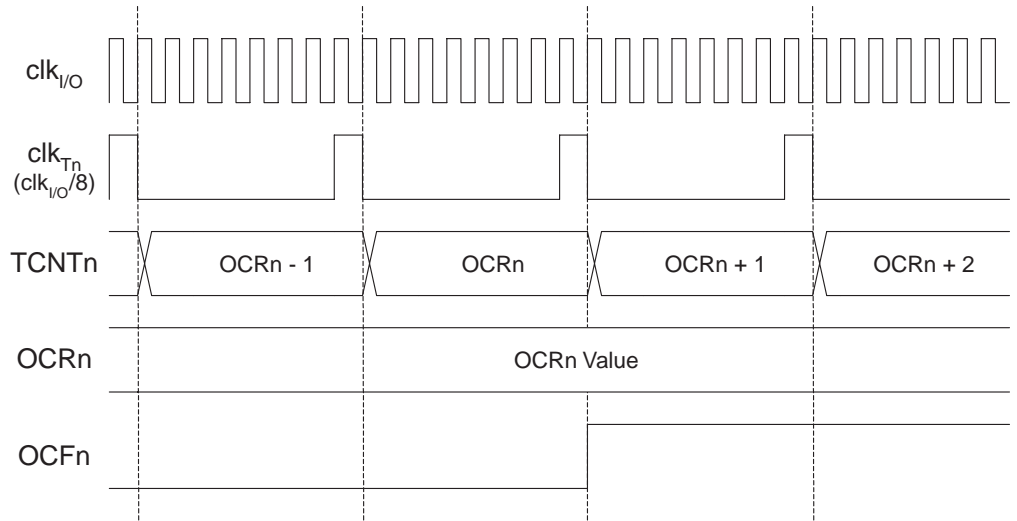 clkI/O
clkTn
(clkI/O/8)
TCNTn
OCRn - 1
OCRn
OCRn + 1
OCRn + 2
OCRn
OCRn Value
OCFn